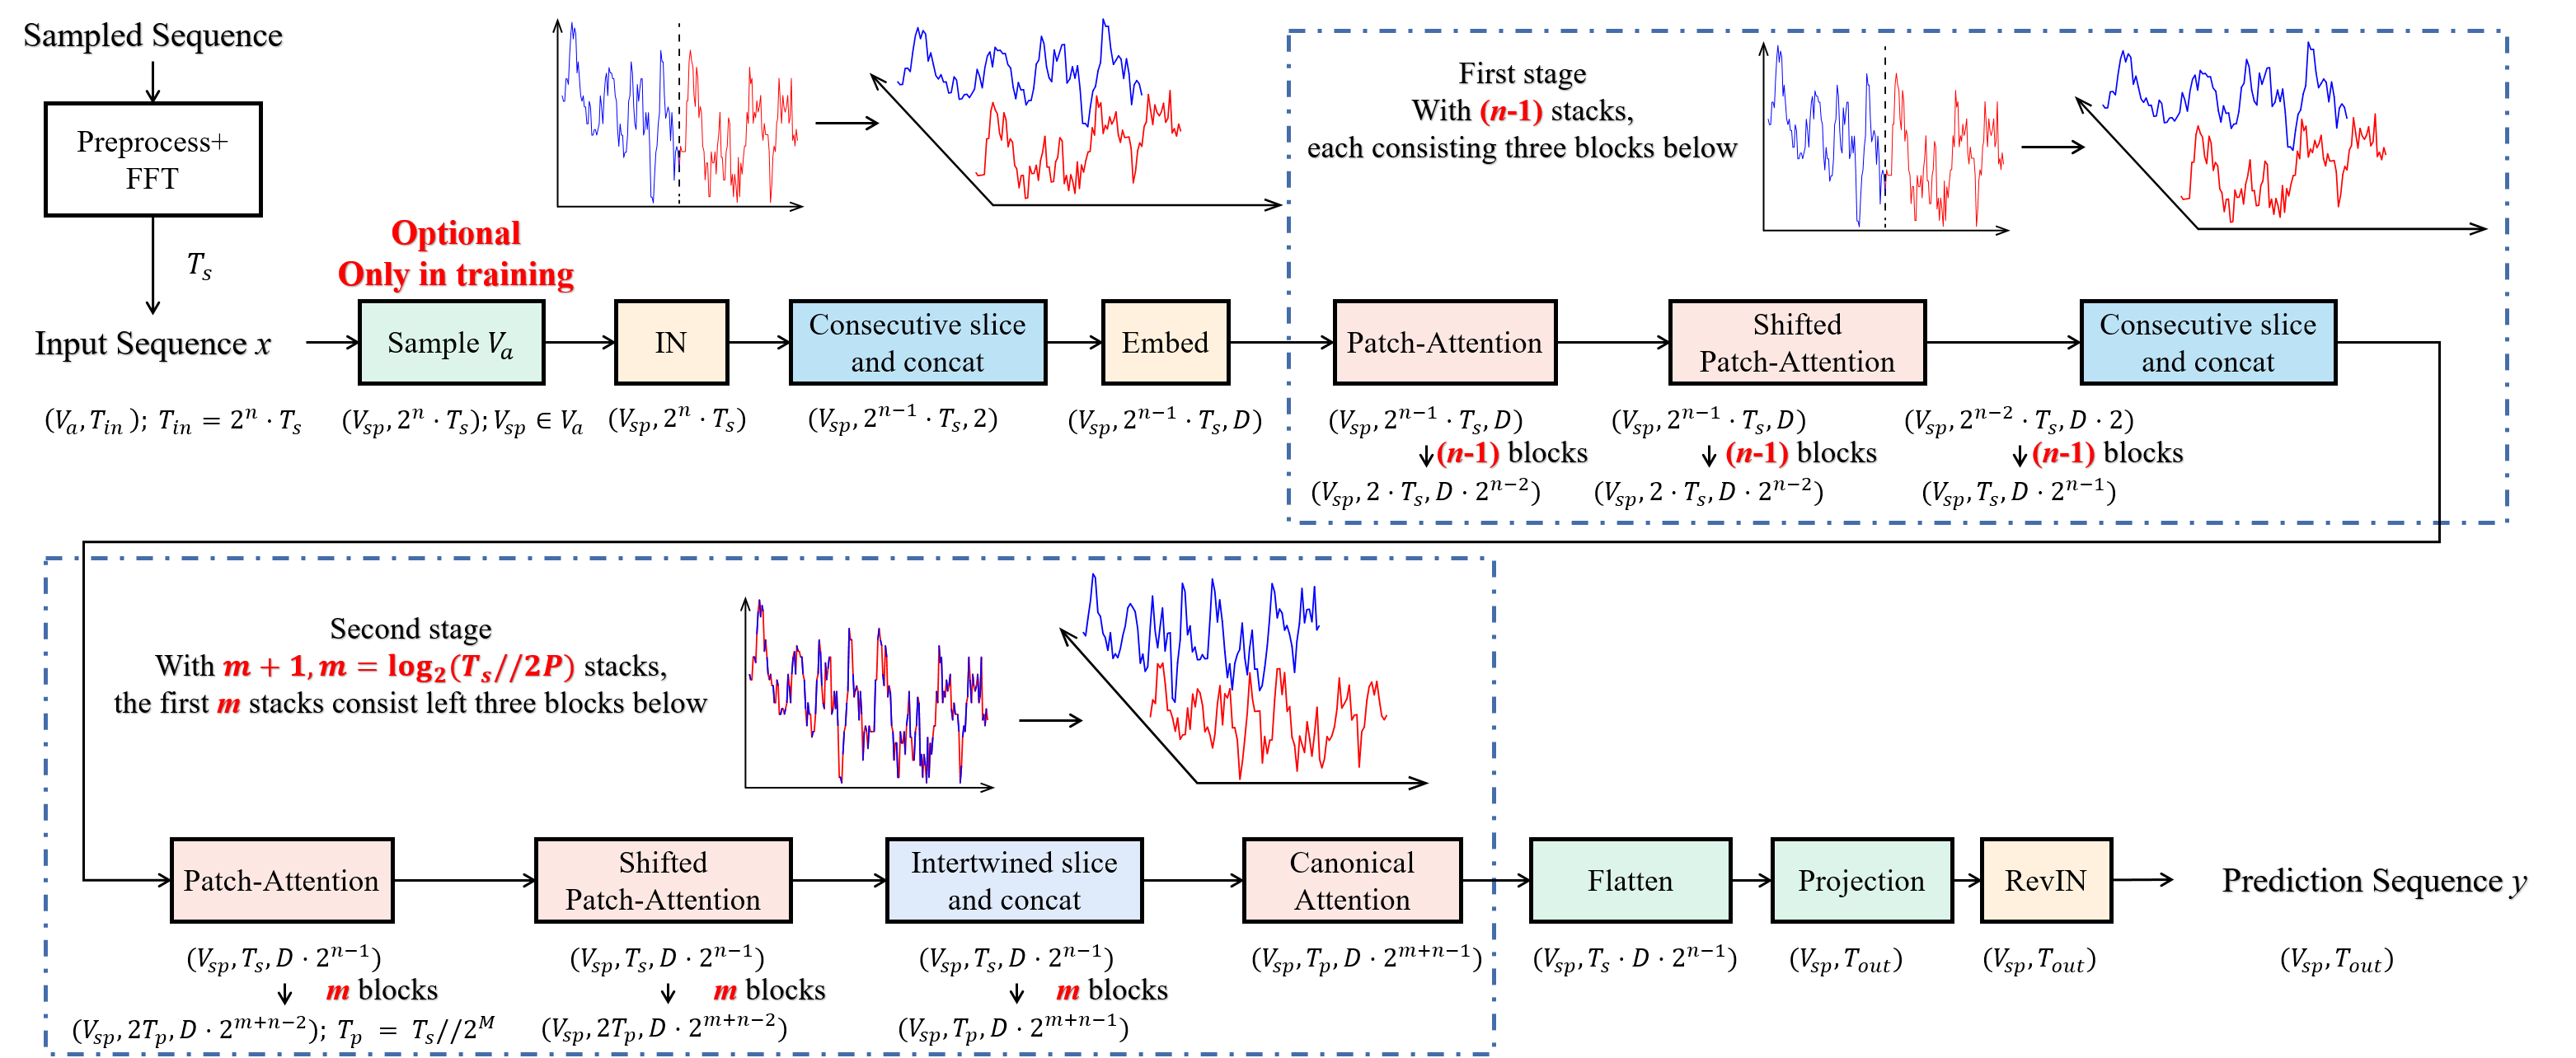 Sampled Sequence
Preprocess+
FFT
T_s
Optional
Only in training
Input Sequence x
Sample V_a
IN
Consecutive slice
and concat
Embed
(V_a, T_in); T_in = 2^n · T_s
(V_sp, 2^n · T_s); V_sp ∈ V_a
(V_sp, 2^n · T_s)
(V_sp, 2^{n−1} · T_s, 2)
(V_sp, 2^{n−1} · T_s, D)
First stage
With (n-1) stacks,
each consisting three blocks below
Patch-Attention
Shifted
Patch-Attention
Consecutive slice
and concat
(V_sp, 2^{n−1} · T_s, D)
(V_sp, 2^{n−1} · T_s, D)
(V_sp, 2^{n−2} · T_s, D · 2)
(n-1) blocks
(n-1) blocks
(n-1) blocks
(V_sp, 2 · T_s, D · 2^{n−2})
(V_sp, 2 · T_s, D · 2^{n−2})
(V_sp, T_s, D · 2^{n−1})
Second stage
With m + 1, m = log_2(T_s//2P) stacks,
the first m stacks consist left three blocks below
Patch-Attention
Shifted
Patch-Attention
Intertwined slice
and concat
Canonical
Attention
Flatten
Projection
RevIN
Prediction Sequence y
(V_sp, T_s, D · 2^{n−1})
(V_sp, T_s, D · 2^{n−1})
(V_sp, T_s, D · 2^{n−1})
(V_sp, T_p, D · 2^{m+n−1})
(V_sp, T_s · D · 2^{n−1})
(V_sp, T_out)
(V_sp, T_out)
(V_sp, T_out)
m blocks
m blocks
m blocks
(V_sp, 2T_p, D · 2^{m+n−2}); T_p = T_s//2^M
(V_sp, 2T_p, D · 2^{m+n−2})
(V_sp, T_p, D · 2^{m+n−1})